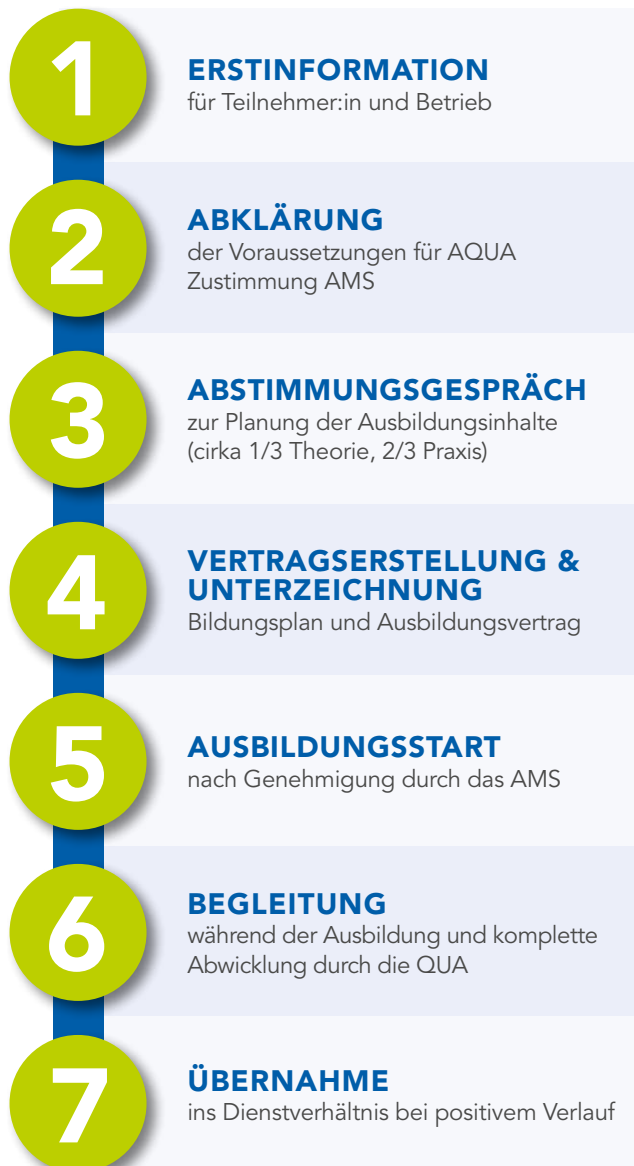 1
ERSTINFORMATION
für Teilnehmer:in und Betrieb
2
ABKLÄRUNG
der Voraussetzungen für AQUA
Zustimmung AMS
3
ABSTIMMUNGSGESPRÄCH
zur Planung der Ausbildungsinhalte
(cirka 1/3 Theorie, 2/3 Praxis)
4
VERTRAGSERSTELLUNG &
UNTERZEICHNUNG
Bildungsplan und Ausbildungsvertrag
5
AUSBILDUNGSSTART
nach Genehmigung durch das AMS
6
BEGLEITUNG
während der Ausbildung und komplette
Abwicklung durch die QUA
7
ÜBERNAHME
ins Dienstverhältnis bei positivem Verlauf